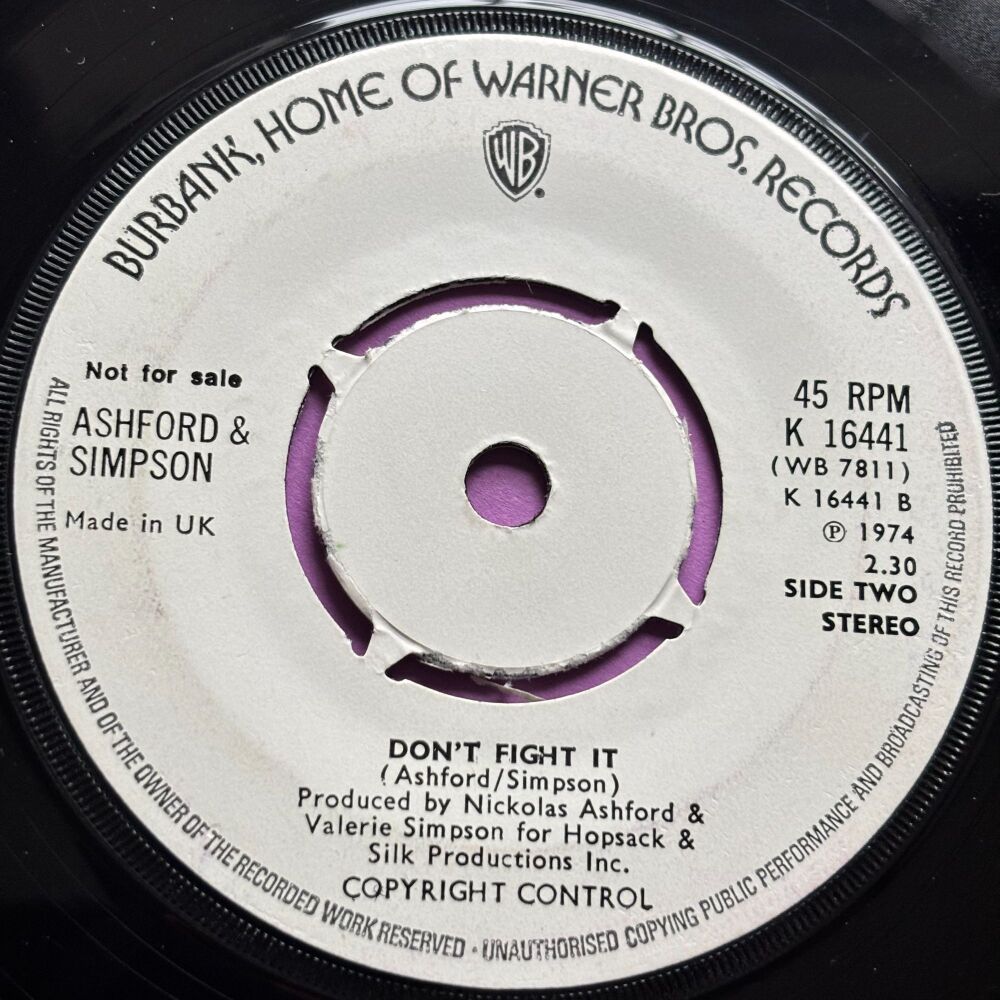 BURBANK, HOME OF WARNER BROS. RECORDS
WB
Not for sale
ASHFORD &
SIMPSON
Made in UK
45 RPM
K 16441
(WB 7811)
K 16441 B
Ⓟ 1974
2.30
SIDE TWO
STEREO
DON'T FIGHT IT
(Ashford/Simpson)
Produced by Nickolas Ashford &
Valerie Simpson for Hopsack &
Silk Productions Inc.
COPYRIGHT CONTROL
ALL RIGHTS OF THE MANUFACTURER AND OF THE OWNER OF THE RECORDED WORK RESERVED · UNAUTHORISED COPYING PUBLIC PERFORMANCE AND BROADCASTING OF THIS RECORD PROHIBITED